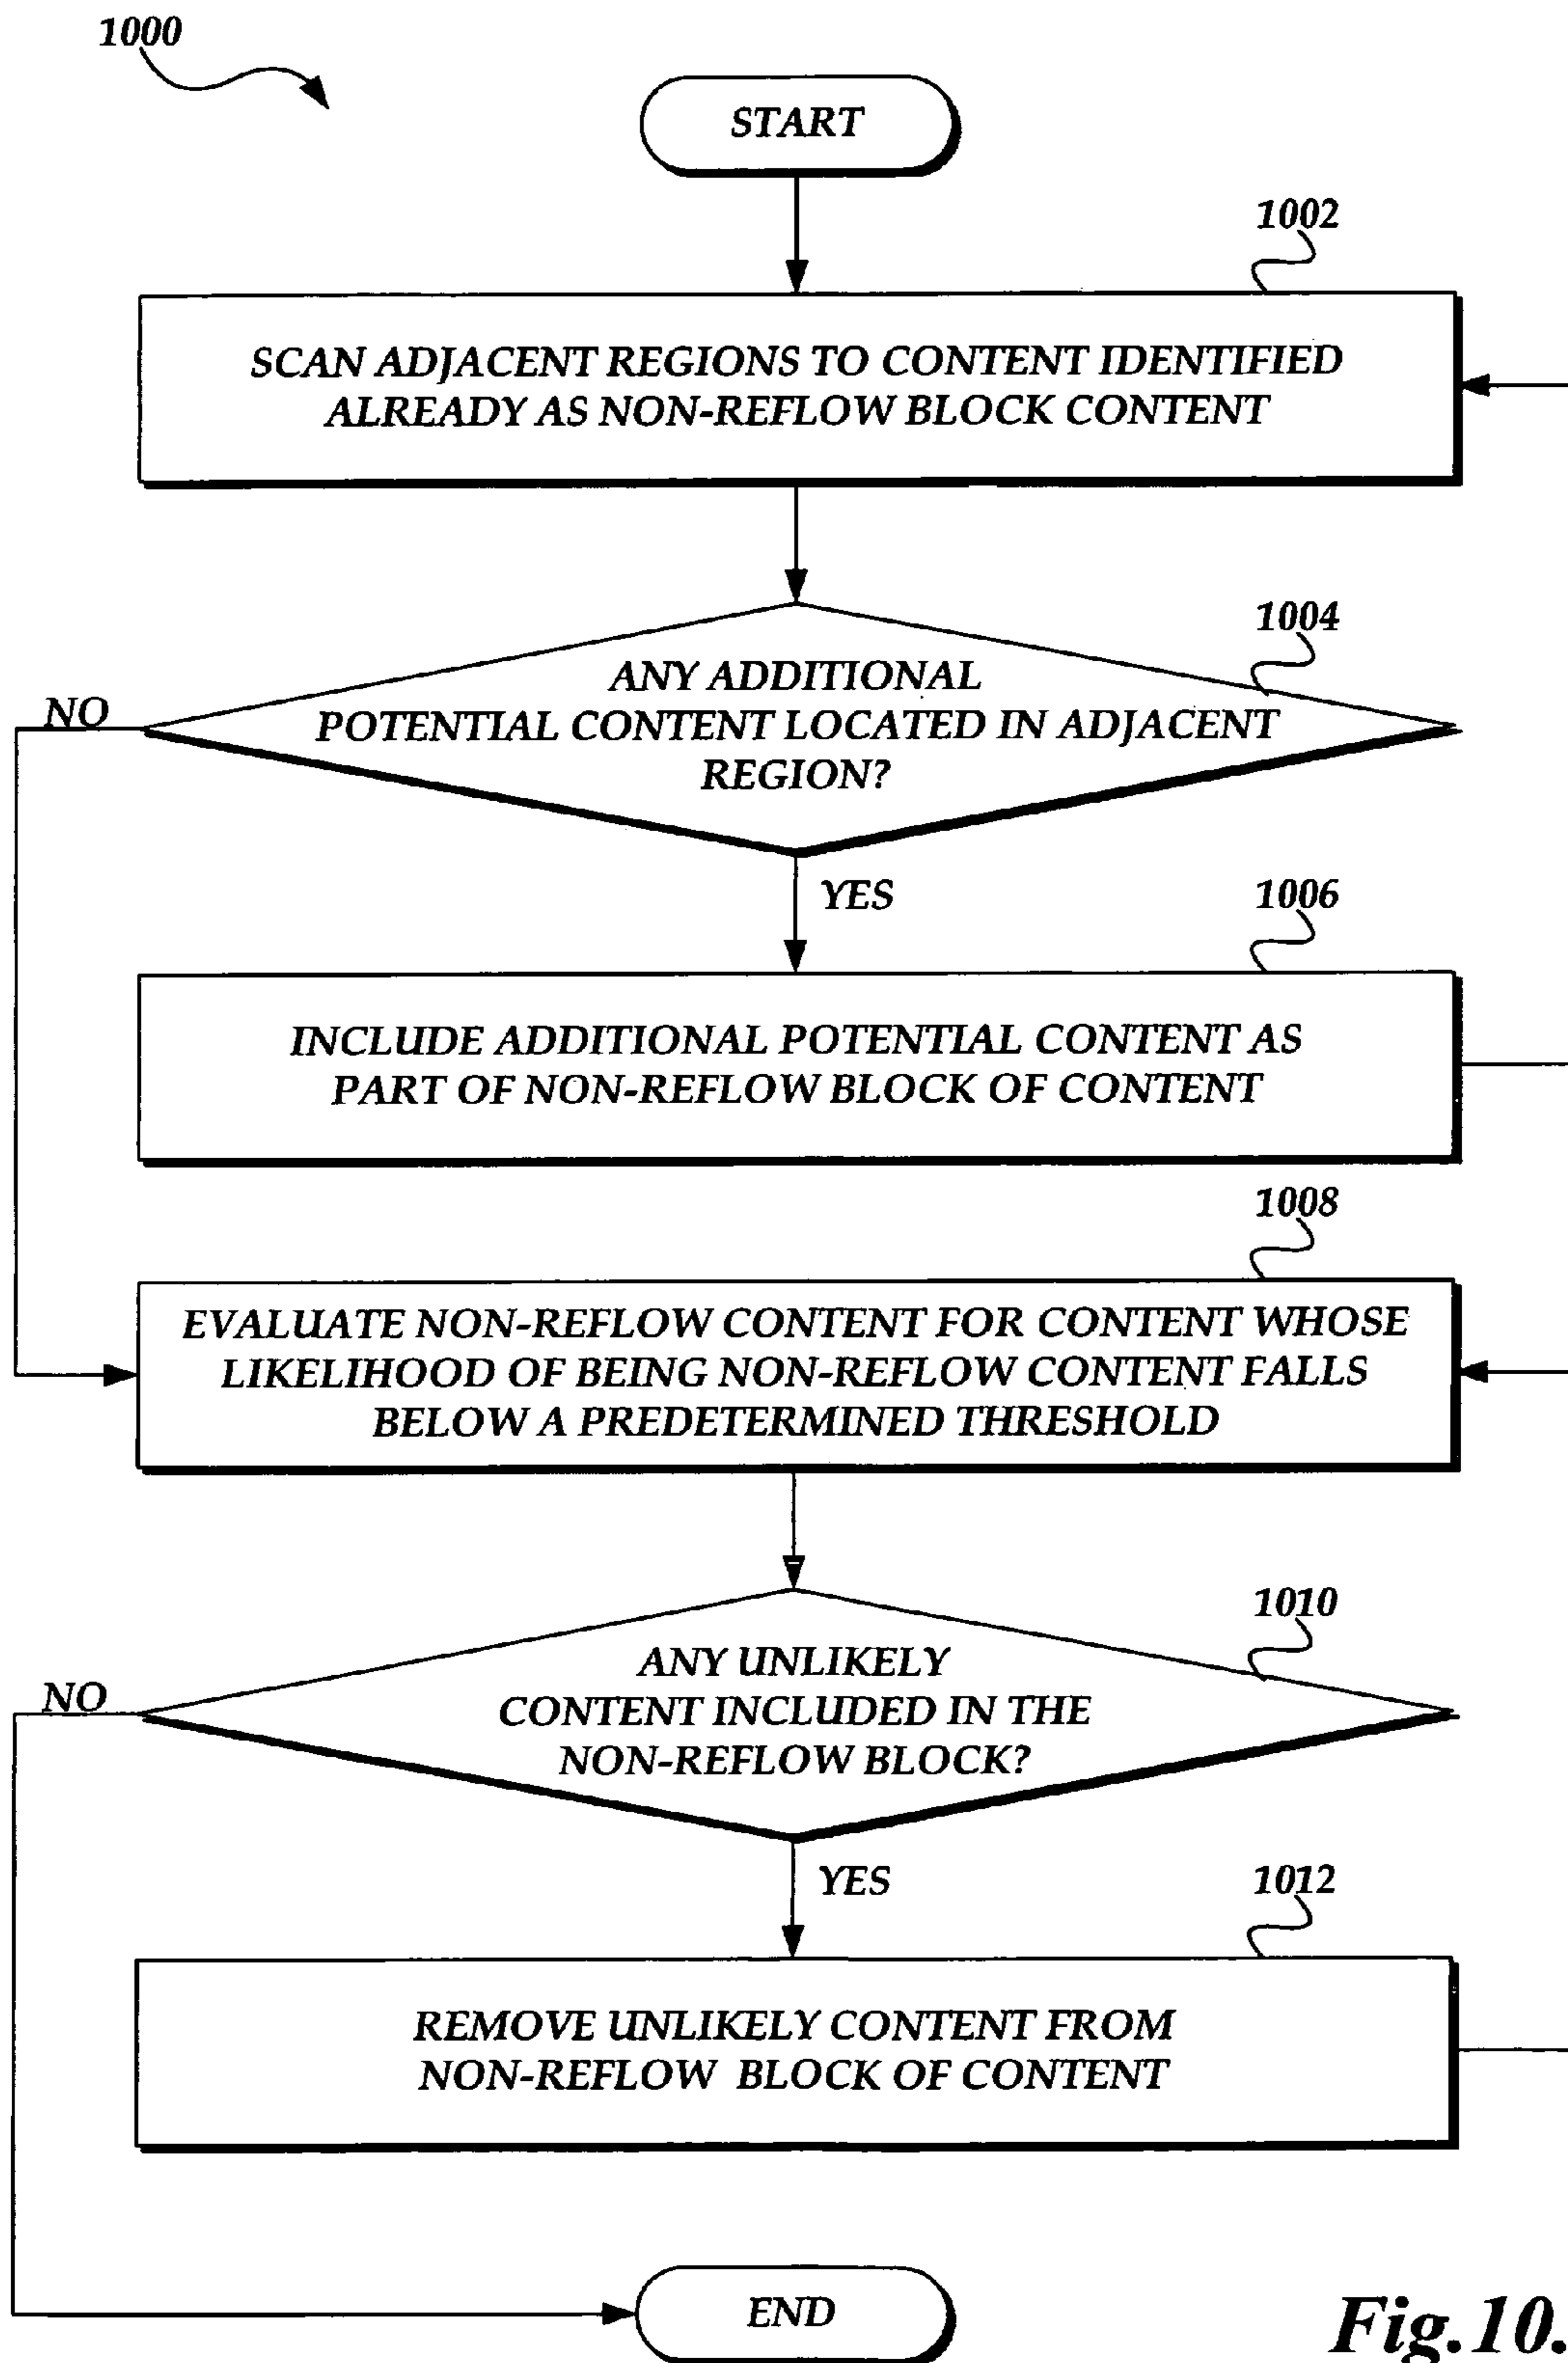 1000
START
1002
SCAN ADJACENT REGIONS TO CONTENT IDENTIFIED
ALREADY AS NON-REFLOW BLOCK CONTENT
1004
ANY ADDITIONAL
POTENTIAL CONTENT LOCATED IN ADJACENT
REGION?
NO
YES
1006
INCLUDE ADDITIONAL POTENTIAL CONTENT AS
PART OF NON-REFLOW BLOCK OF CONTENT
1008
EVALUATE NON-REFLOW CONTENT FOR CONTENT WHOSE
LIKELIHOOD OF BEING NON-REFLOW CONTENT FALLS
BELOW A PREDETERMINED THRESHOLD
1010
ANY UNLIKELY
CONTENT INCLUDED IN THE
NON-REFLOW BLOCK?
NO
YES
1012
REMOVE UNLIKELY CONTENT FROM
NON-REFLOW BLOCK OF CONTENT
END
Fig.10.